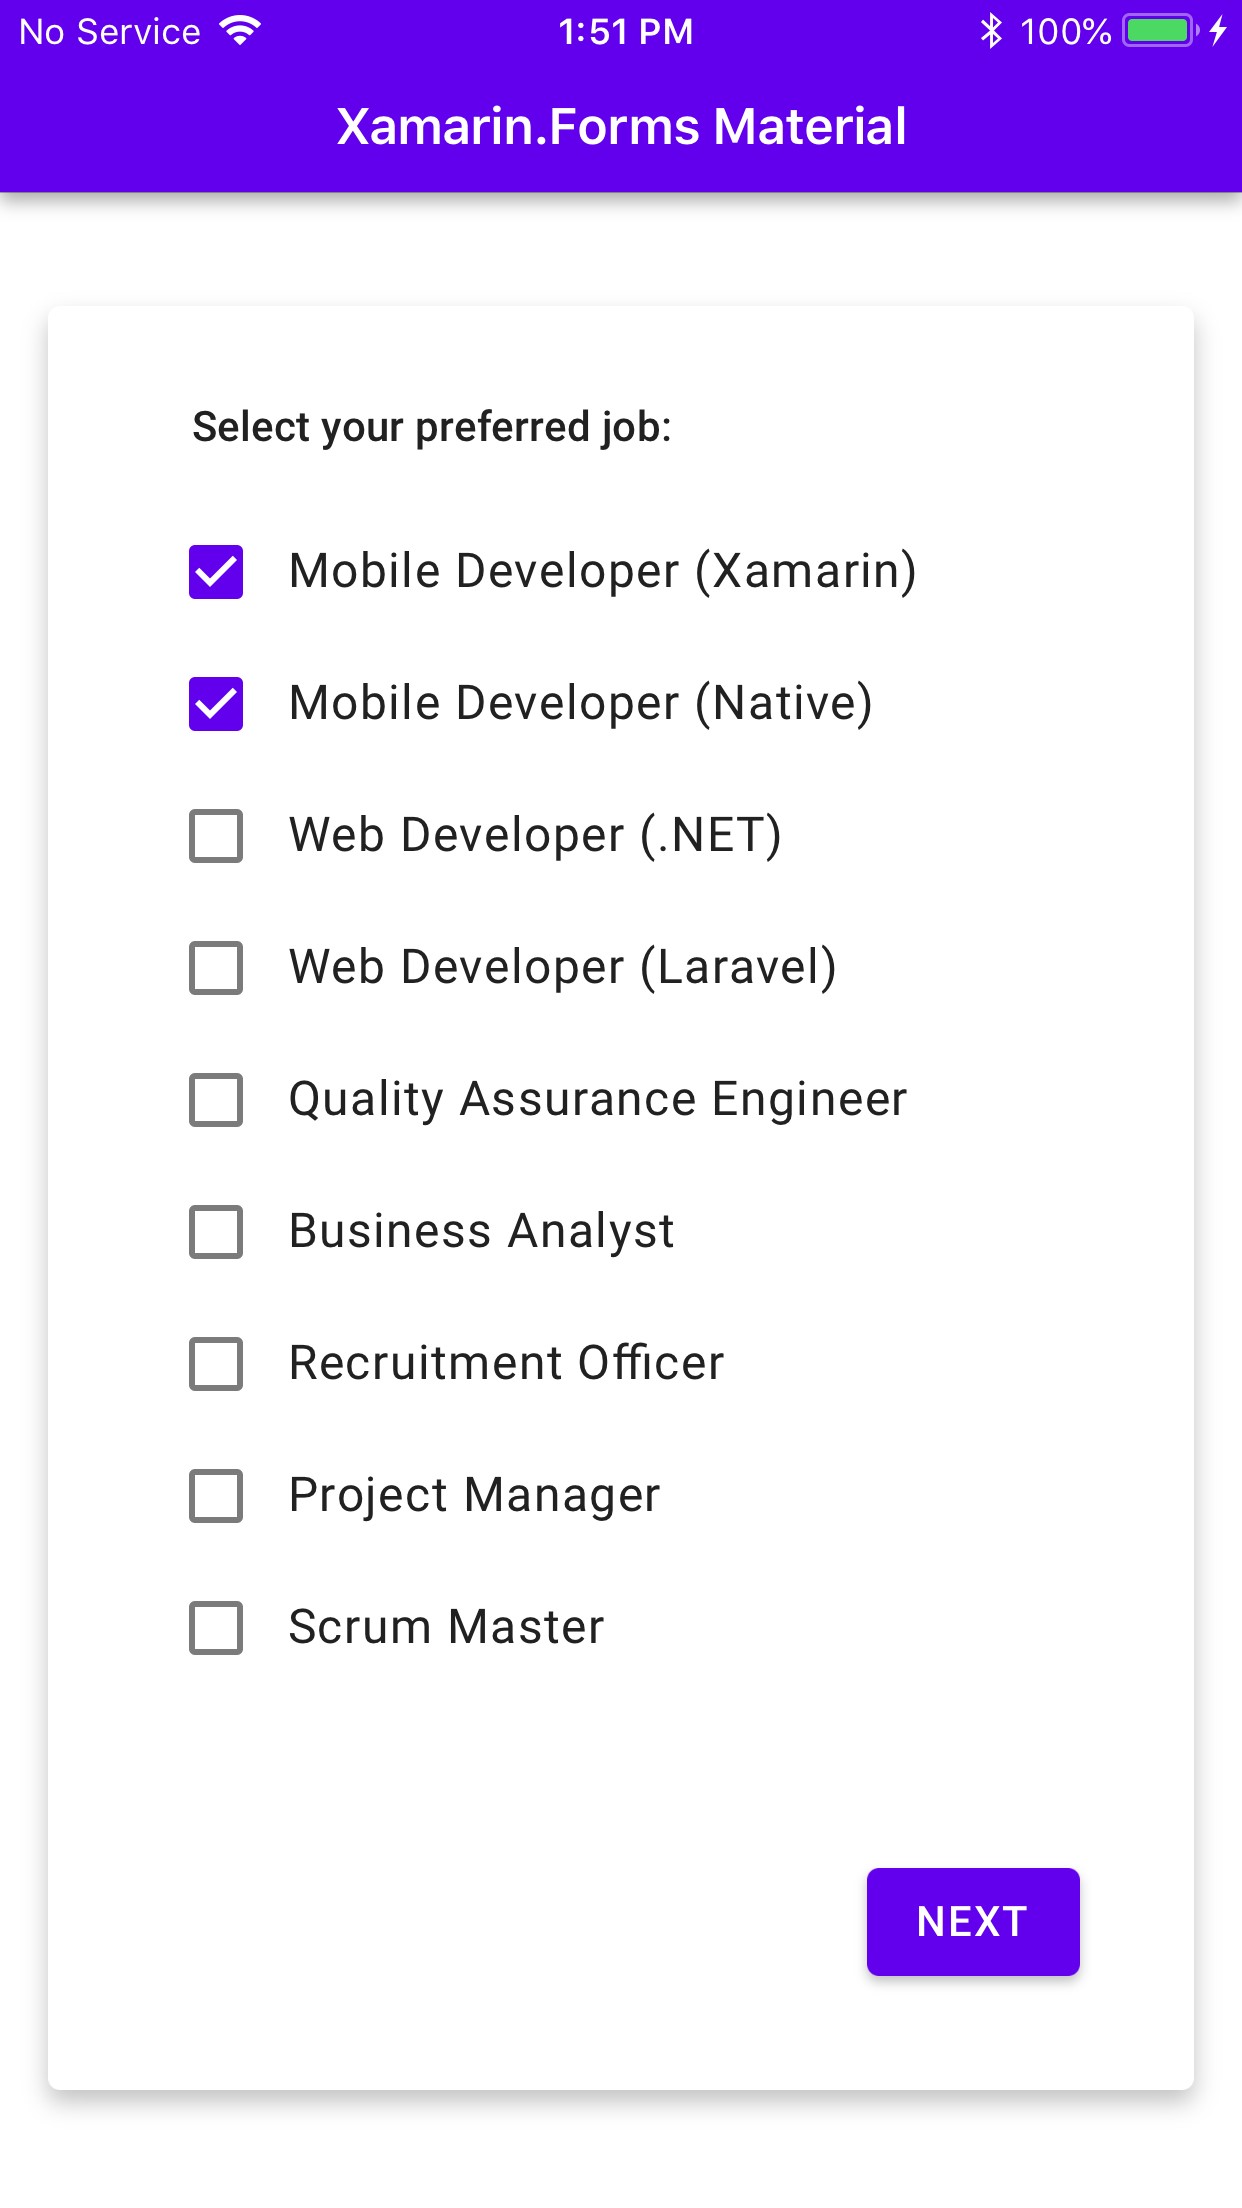 No Service 1:51 PM 100%
Xamarin.Forms Material
Select your preferred job:
Mobile Developer (Xamarin)
Mobile Developer (Native)
Web Developer (.NET)
Web Developer (Laravel)
Quality Assurance Engineer
Business Analyst
Recruitment Officer
Project Manager
Scrum Master
NEXT